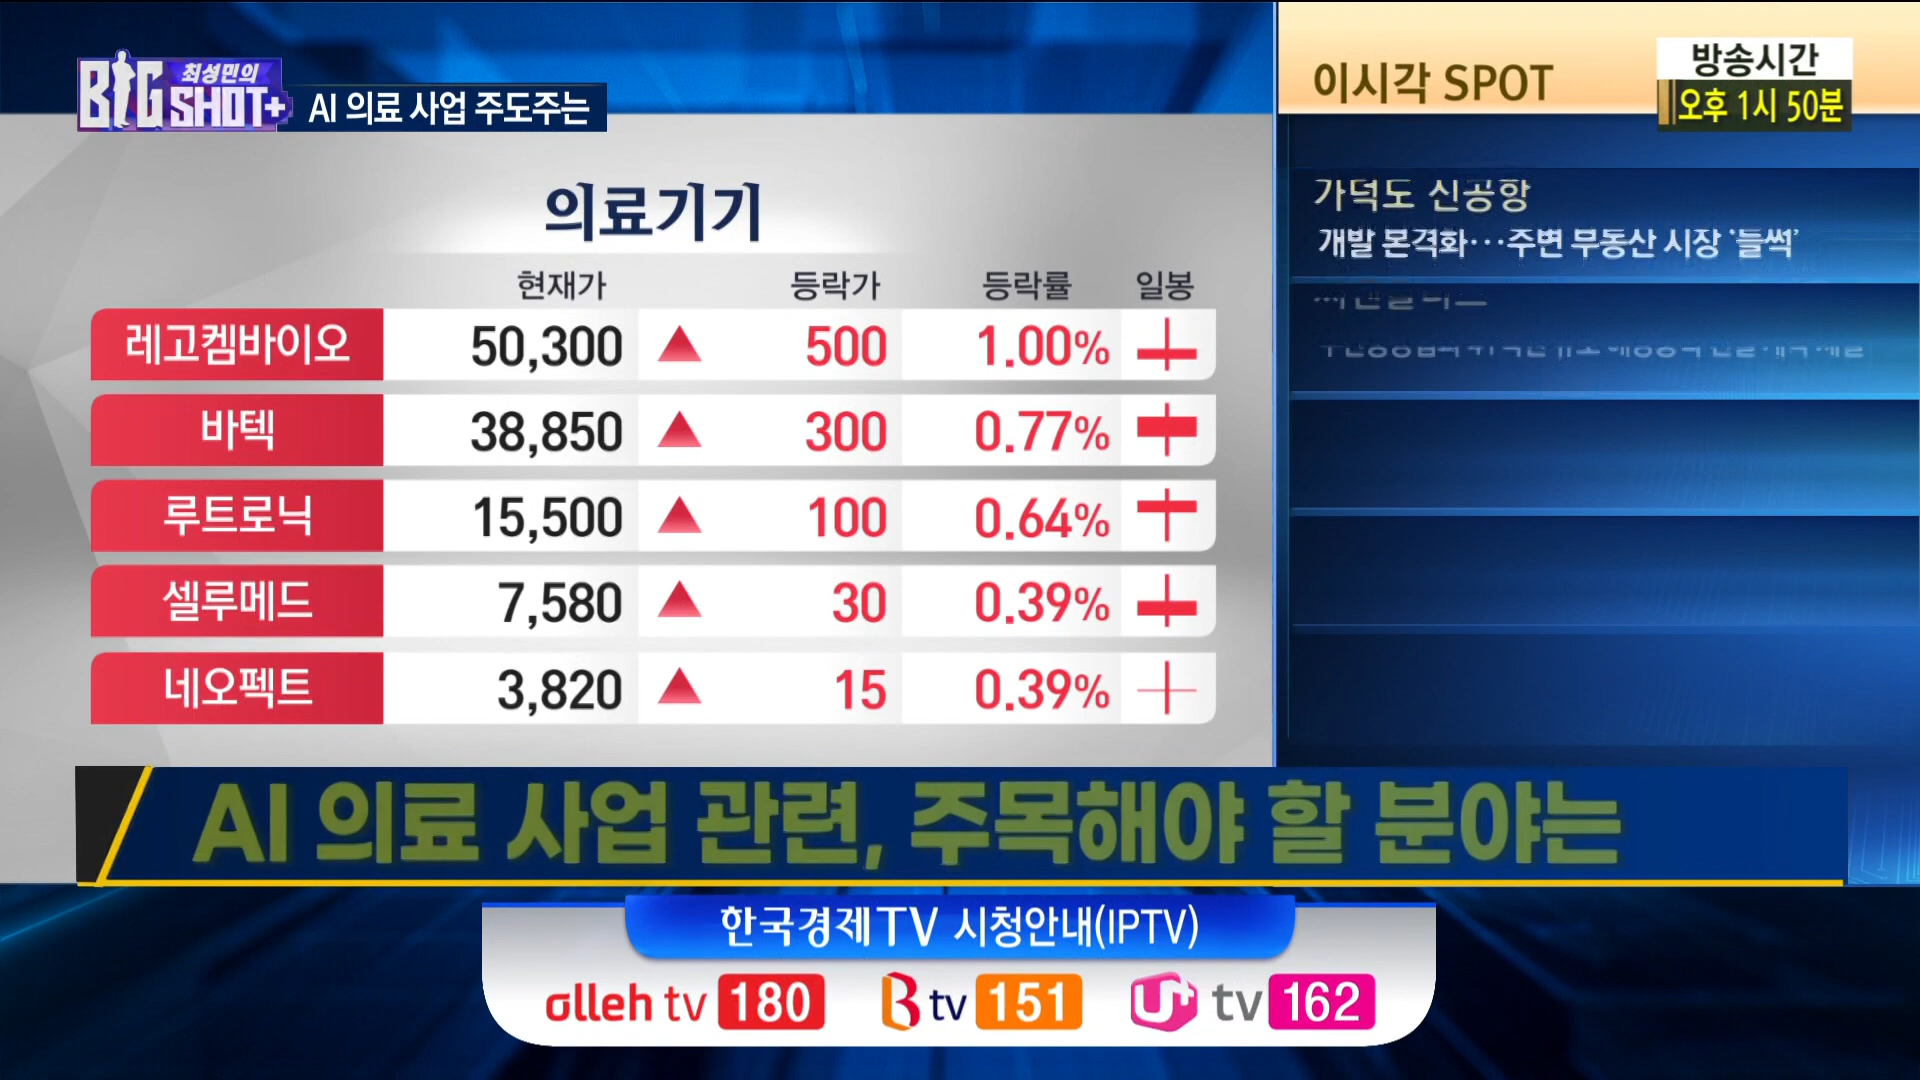 BIG 최성민의 SHOT+
AI 의료 사업 주도주는
이시각 SPOT
방송시간
오후 1시 50분
의료기기
현재가 등락가 등락률 일봉
레고켐바이오 50,300 ▲ 500 1.00%
바텍 38,850 ▲ 300 0.77%
루트로닉 15,500 ▲ 100 0.64%
셀루메드 7,580 ▲ 30 0.39%
네오펙트 3,820 ▲ 15 0.39%
가덕도 신공항
개발 본격화···주변 부동산 시장 '들썩'
AI 의료 사업 관련, 주목해야 할 분야는
한국경제TV 시청안내(IPTV)
olleh tv 180 B tv 151 U+ tv 162